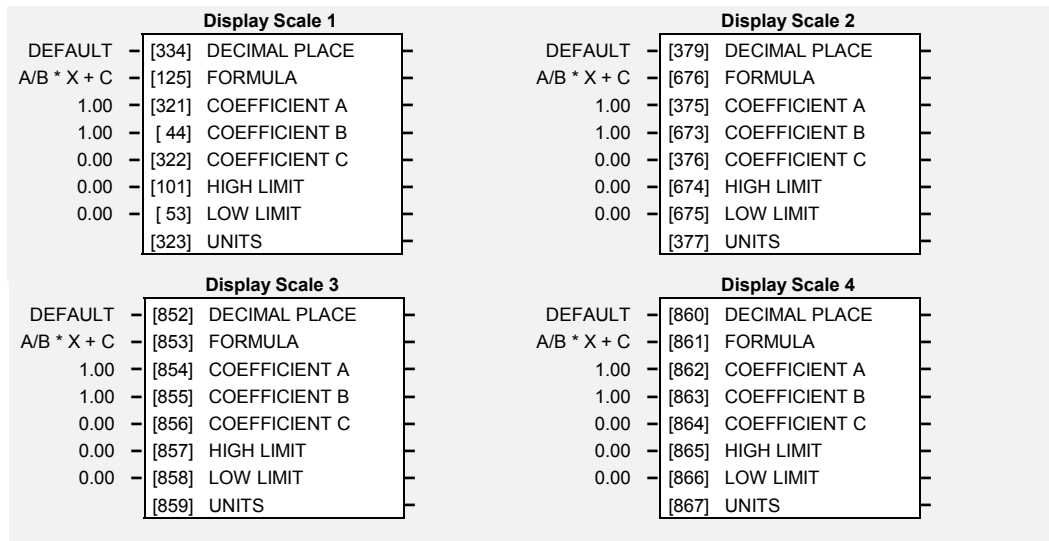 Display Scale 1
DEFAULT – [334] DECIMAL PLACE
A/B * X + C – [125] FORMULA
1.00 – [321] COEFFICIENT A
1.00 – [ 44] COEFFICIENT B
0.00 – [322] COEFFICIENT C
0.00 – [101] HIGH LIMIT
0.00 – [ 53] LOW LIMIT
[323] UNITS
Display Scale 2
DEFAULT – [379] DECIMAL PLACE
A/B * X + C – [676] FORMULA
1.00 – [375] COEFFICIENT A
1.00 – [673] COEFFICIENT B
0.00 – [376] COEFFICIENT C
0.00 – [674] HIGH LIMIT
0.00 – [675] LOW LIMIT
[377] UNITS
Display Scale 3
DEFAULT – [852] DECIMAL PLACE
A/B * X + C – [853] FORMULA
1.00 – [854] COEFFICIENT A
1.00 – [855] COEFFICIENT B
0.00 – [856] COEFFICIENT C
0.00 – [857] HIGH LIMIT
0.00 – [858] LOW LIMIT
[859] UNITS
Display Scale 4
DEFAULT – [860] DECIMAL PLACE
A/B * X + C – [861] FORMULA
1.00 – [862] COEFFICIENT A
1.00 – [863] COEFFICIENT B
0.00 – [864] COEFFICIENT C
0.00 – [865] HIGH LIMIT
0.00 – [866] LOW LIMIT
[867] UNITS